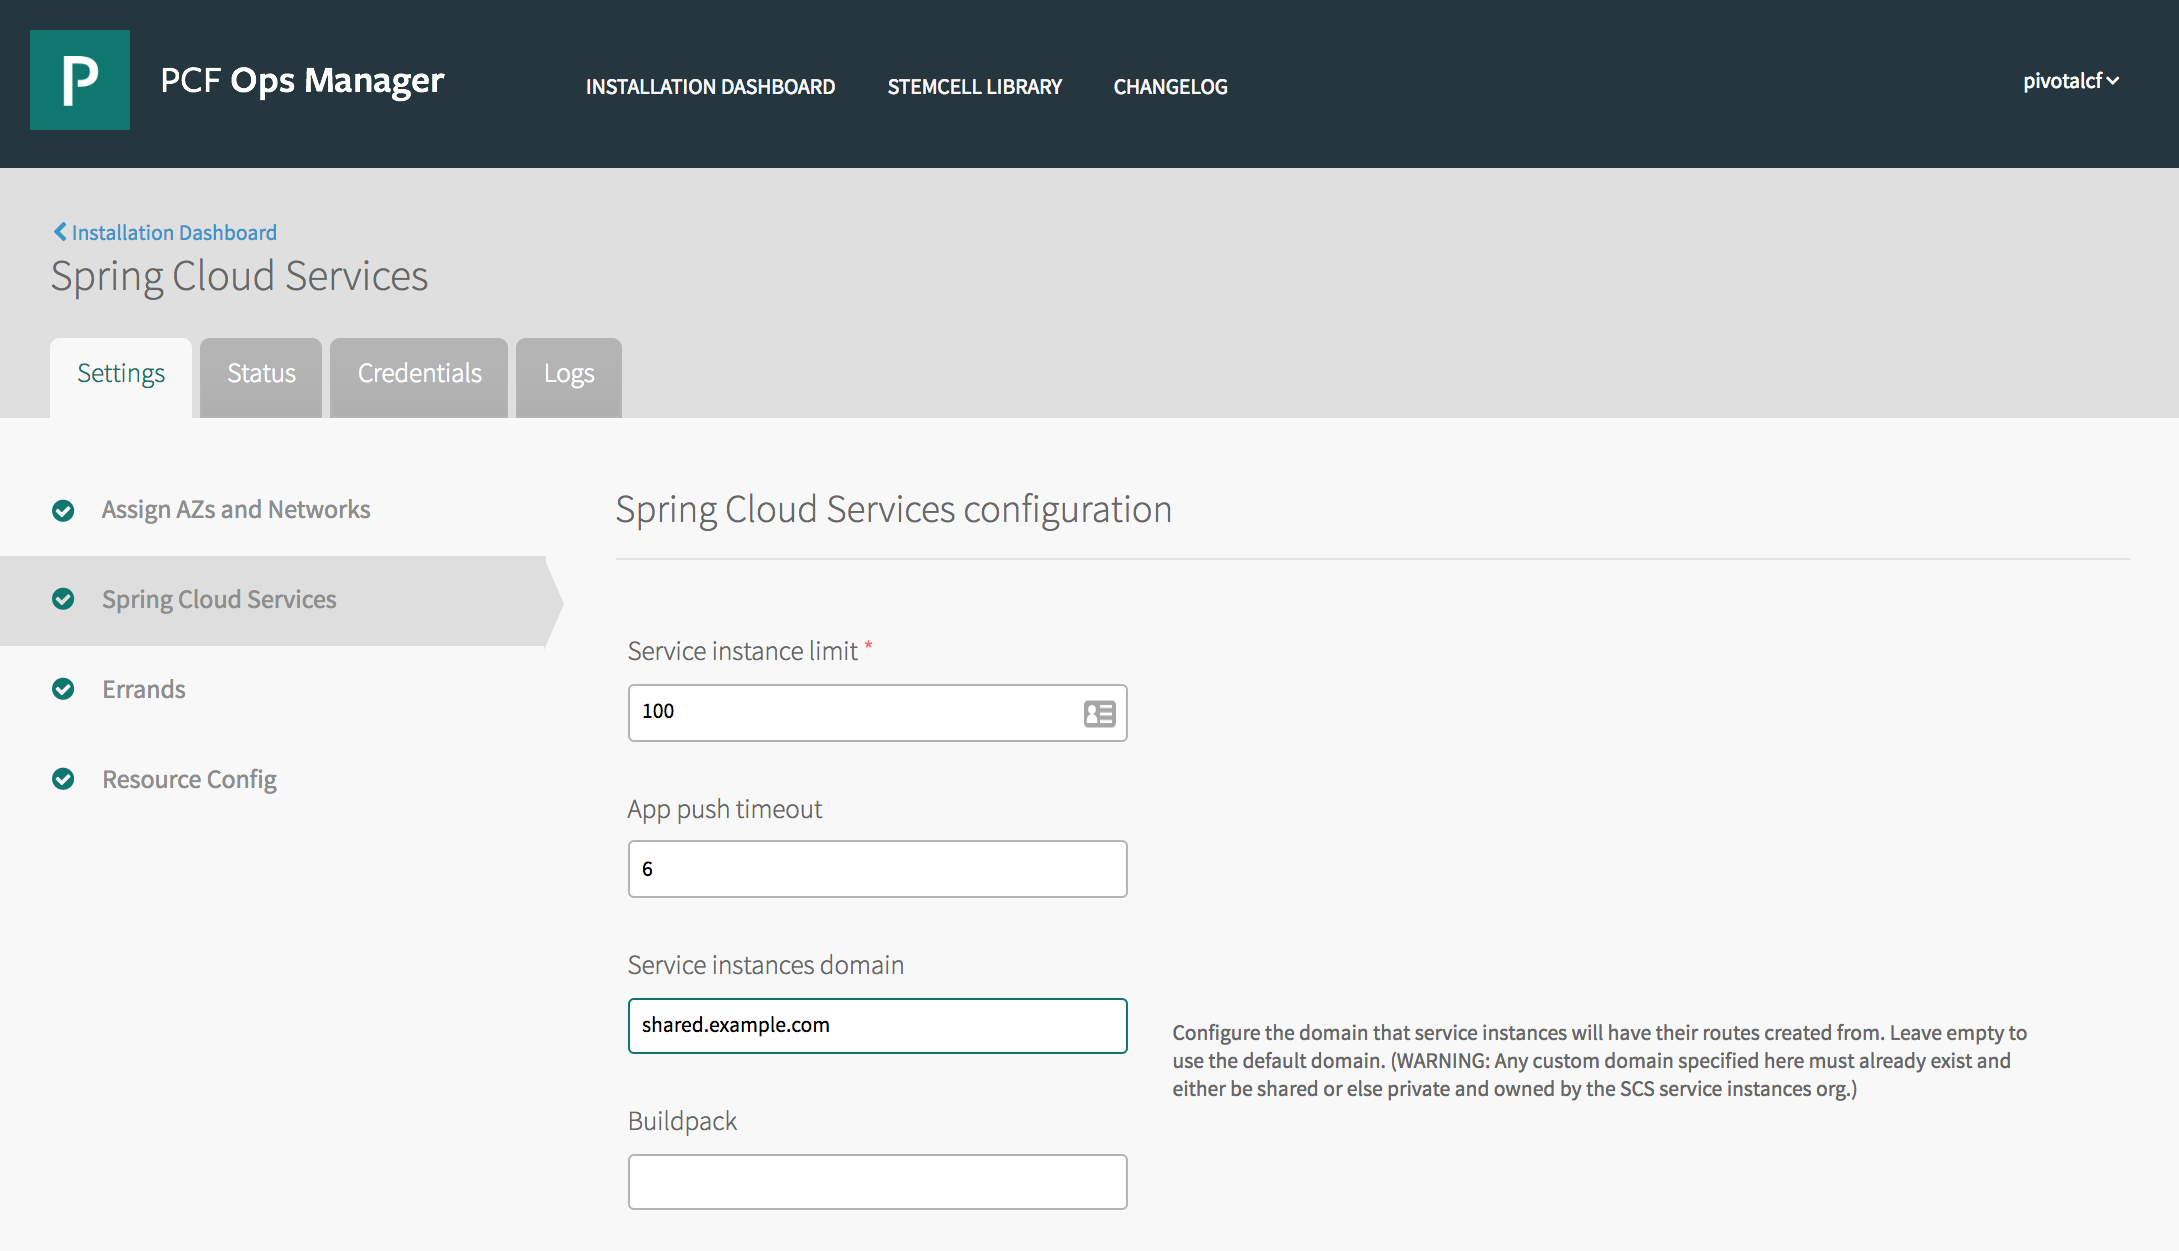 P
PCF Ops Manager
INSTALLATION DASHBOARD
STEMCELL LIBRARY
CHANGELOG
pivotalcf
Installation Dashboard
Spring Cloud Services
Settings
Status
Credentials
Logs
Assign AZs and Networks
Spring Cloud Services
Errands
Resource Config
Spring Cloud Services configuration
Service instance limit *
100
App push timeout
6
Service instances domain
shared.example.com
Configure the domain that service instances will have their routes created from. Leave empty to
use the default domain. (WARNING: Any custom domain specified here must already exist and
either be shared or else private and owned by the SCS service instances org.)
Buildpack